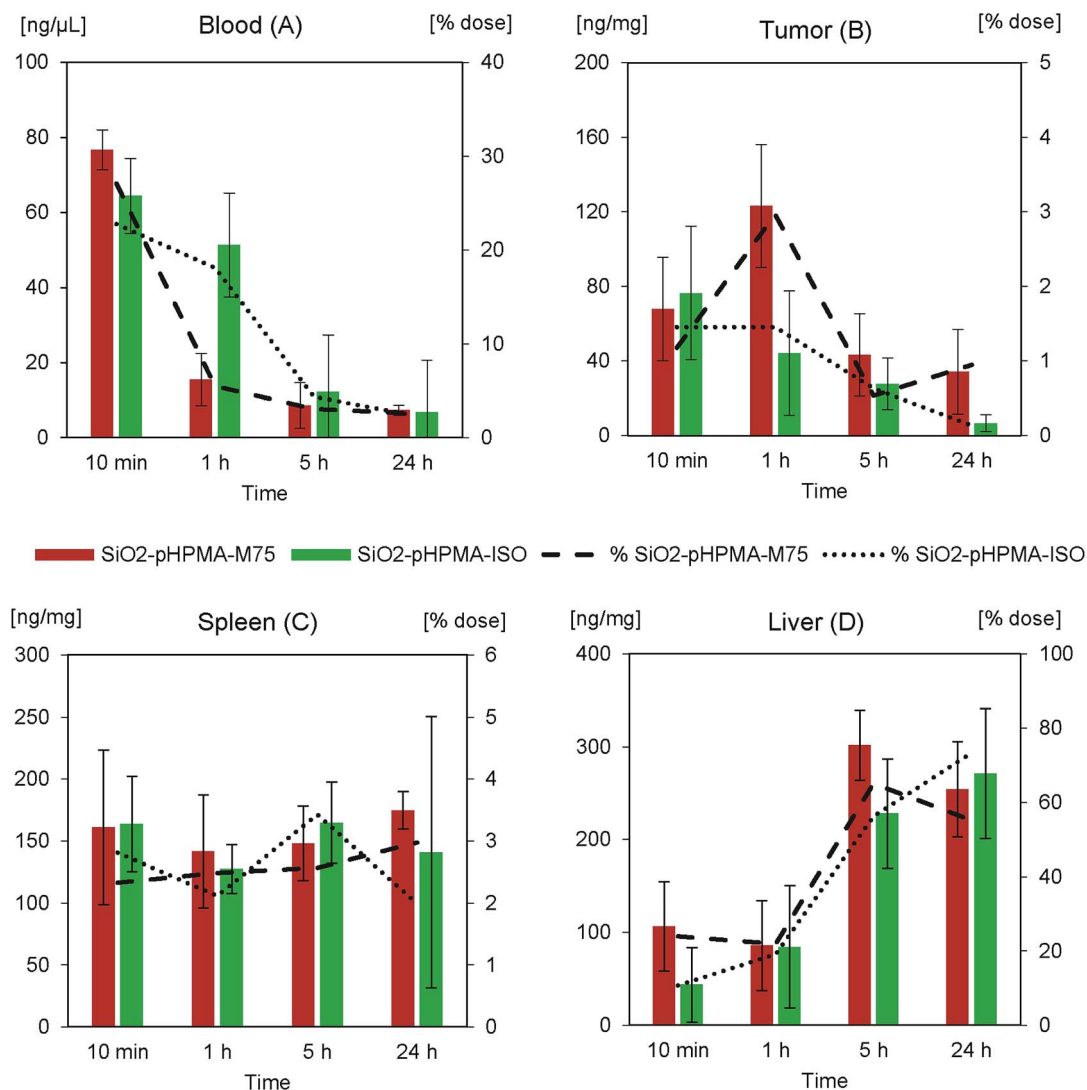 [ng/µL] Blood (A) [% dose]
100 40
80 30
60 20
40 10
20
0 0
10 min 1 h 5 h 24 h
Time
[ng/mg] Tumor (B) [% dose]
200 5
160 4
120 3
80 2
40 1
0 0
10 min 1 h 5 h 24 h
Time
SiO2-pHPMA-M75 SiO2-pHPMA-ISO % SiO2-pHPMA-M75 % SiO2-pHPMA-ISO
[ng/mg] Spleen (C) [% dose]
300 6
250 5
200 4
150 3
100 2
50 1
0 0
10 min 1 h 5 h 24 h
Time
[ng/mg] Liver (D) [% dose]
400 100
300 80
200 60
100 40
0 20
0
10 min 1 h 5 h 24 h
Time